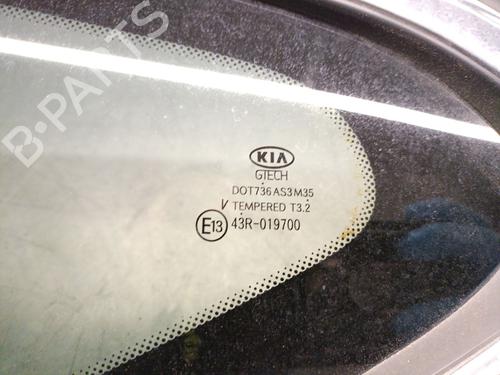 B-PARTS
KIA
GTECH
DOT736 AS3 M35
V TEMPERED T3.2
E13 43R-019700